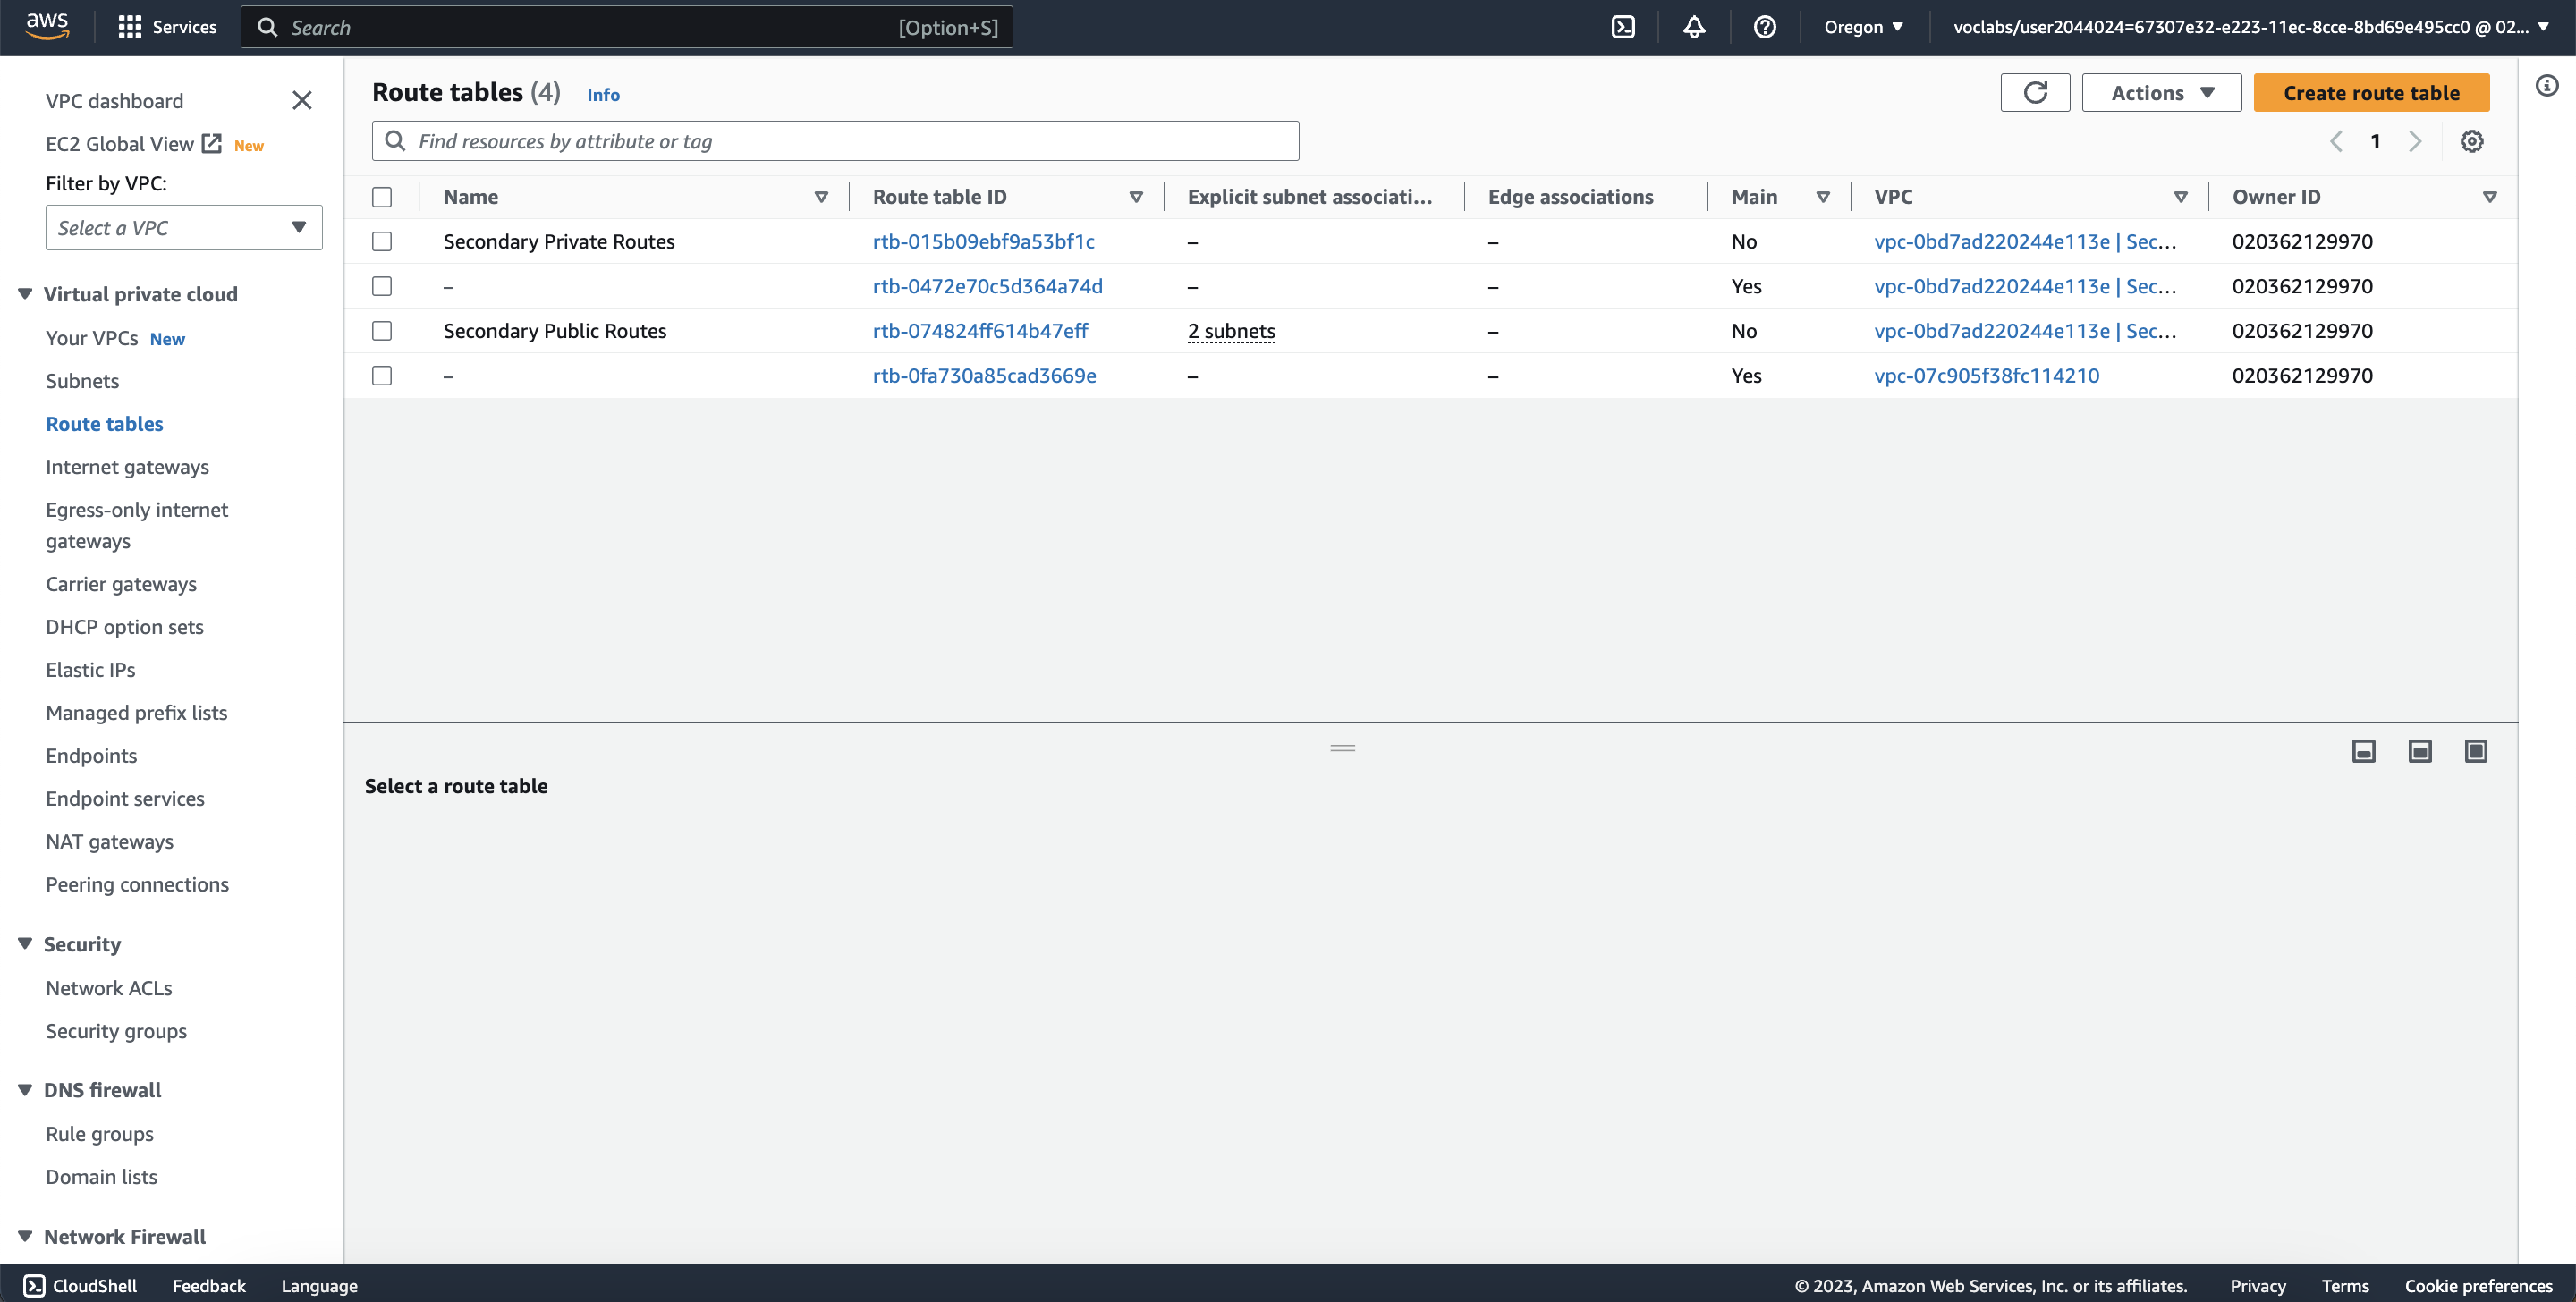 aws
Services
Search
[Option+S]
Oregon
voclabs/user2044024=67307e32-e223-11ec-8cce-8bd69e495cc0 @ 02...
VPC dashboard
EC2 Global View New
Filter by VPC:
Select a VPC
Virtual private cloud
Your VPCs New
Subnets
Route tables
Internet gateways
Egress-only internet
gateways
Carrier gateways
DHCP option sets
Elastic IPs
Managed prefix lists
Endpoints
Endpoint services
NAT gateways
Peering connections
Security
Network ACLs
Security groups
DNS firewall
Rule groups
Domain lists
Network Firewall
Route tables (4) Info
Actions
Create route table
Find resources by attribute or tag
1
Name Route table ID Explicit subnet associati... Edge associations Main VPC Owner ID
Secondary Private Routes rtb-015b09ebf9a53bf1c – – No vpc-0bd7ad220244e113e | Sec... 020362129970
– rtb-0472e70c5d364a74d – – Yes vpc-0bd7ad220244e113e | Sec... 020362129970
Secondary Public Routes rtb-074824ff614b47eff 2 subnets – No vpc-0bd7ad220244e113e | Sec... 020362129970
– rtb-0fa730a85cad3669e – – Yes vpc-07c905f38fc114210 020362129970
Select a route table
CloudShell Feedback Language
© 2023, Amazon Web Services, Inc. or its affiliates. Privacy Terms Cookie preferences